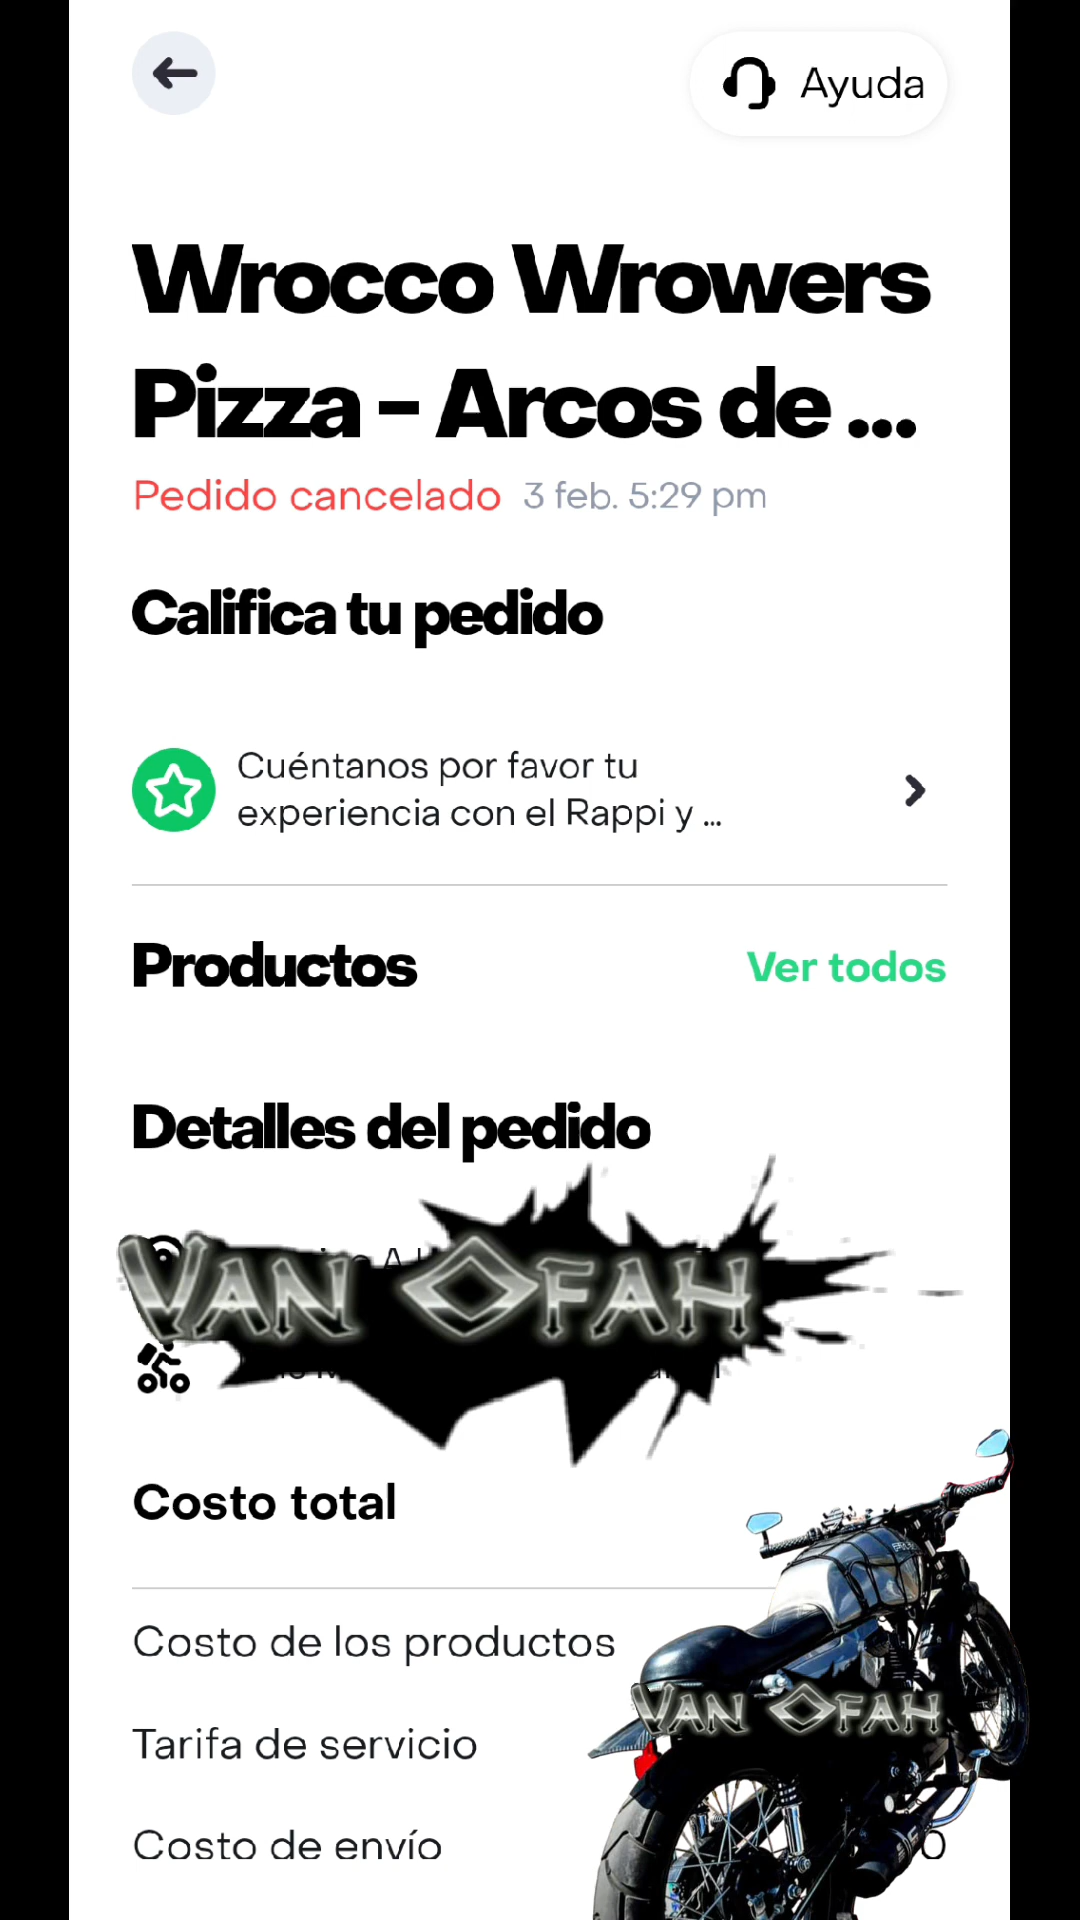 Ayuda
Wrocco Wrowers
Pizza - Arcos de ...
Pedido cancelado 3 feb. 5:29 pm
Califica tu pedido
Cuéntanos por favor tu
experiencia con el Rappi y ...
Productos Ver todos
Detalles del pedido
VAN OFAH
Costo total
Costo de los productos
VAN OFAH
Tarifa de servicio
Costo de envío